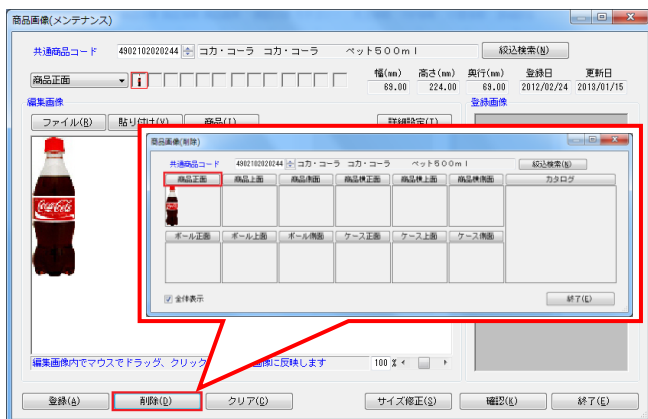 商品画像(メンテナンス)
共通商品コード 4902102020244 コカ・コーラ コカ・コーラ ペット500ml 絞込検索(N)
幅(mm) 高さ(mm) 奥行(mm) 登録日 更新日
商品正面 i 69.00 224.00 69.00 2012/02/24 2013/01/15
編集画像 登録画像
ファイル(R) 貼り付け(V) 商品(I) 詳細設定(T)
商品画像(削除)
共通商品コード 4902102020244 コカ・コーラ コカ・コーラ ペット500ml 絞込検索(N)
商品正面 商品上面 商品側面 商品棟正面 商品棟上面 商品棟側面 カタログ
ボール正面 ボール上面 ボール側面 ケース正面 ケース上面 ケース側面
全体表示 終了(E)
編集画像内でマウスでドラッグ、クリック 画像に反映します 100 %
登録(A) 削除(D) クリア(C) サイズ修正(S) 確認(K) 終了(E)
Coca-Cola